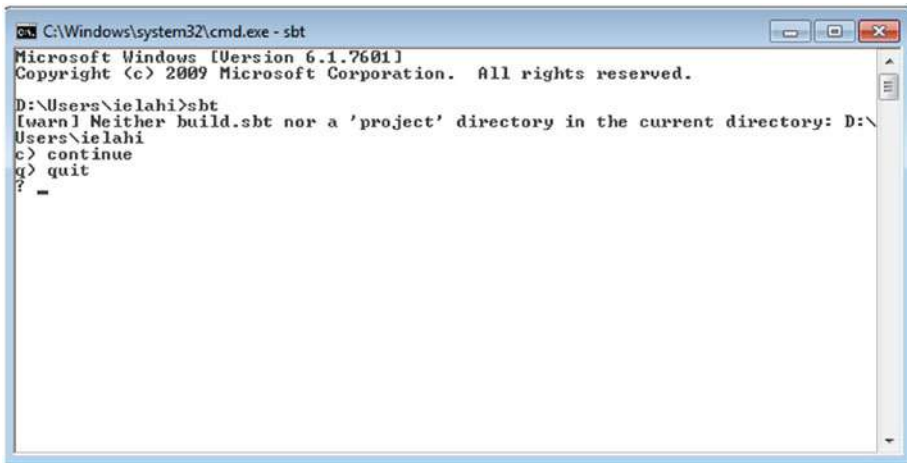 C:\Windows\system32\cmd.exe - sbt
Microsoft Windows [Version 6.1.7601]
Copyright (c) 2009 Microsoft Corporation.  All rights reserved.
D:\Users\ielahi>sbt
[warn] Neither build.sbt nor a 'project' directory in the current directory: D:\
Users\ielahi
c) continue
q) quit
? _